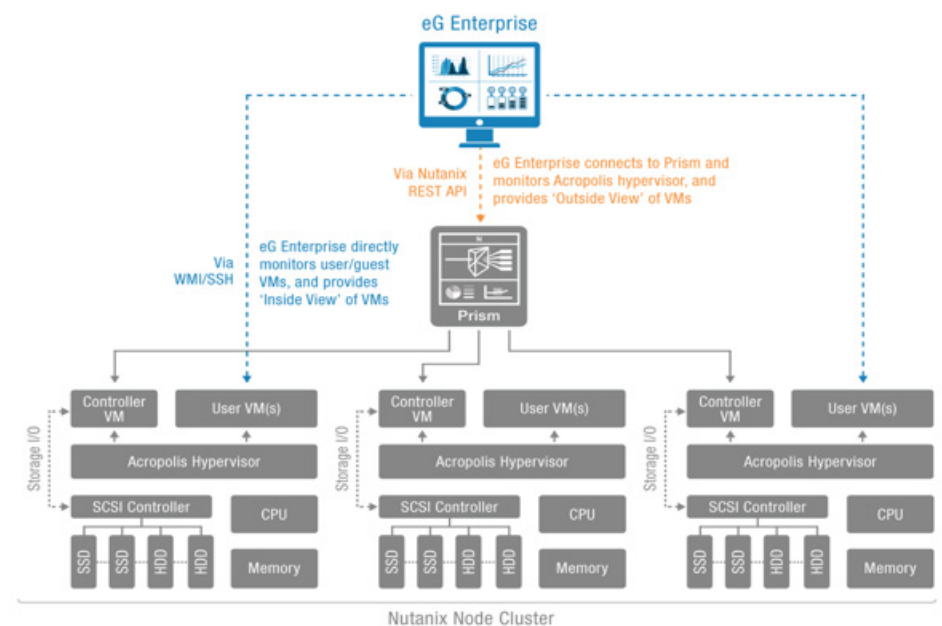 eG Enterprise
Via Nutanix
REST API
eG Enterprise connects to Prism and
monitors Acropolis hypervisor, and
provides 'Outside View' of VMs
Via
WMI/SSH
eG Enterprise directly
monitors user/guest
VMs, and provides
'Inside View' of VMs
N
Prism
Storage I/O
Controller
VM
User VM(s)
Acropolis Hypervisor
SCSI Controller
SSD
SSD
HDD
HDD
CPU
Memory
Storage I/O
Controller
VM
User VM(s)
Acropolis Hypervisor
SCSI Controller
SSD
SSD
HDD
HDD
CPU
Memory
Storage I/O
Controller
VM
User VM(s)
Acropolis Hypervisor
SCSI Controller
SSD
SSD
HDD
HDD
CPU
Memory
Nutanix Node Cluster